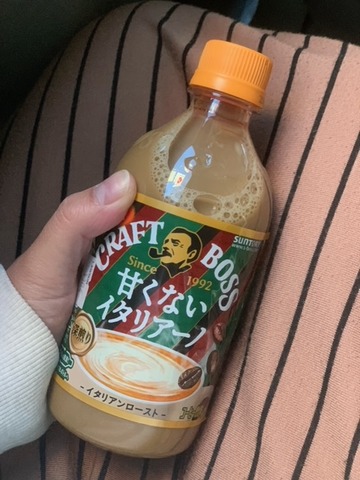 SUNTORY
CRAFT BOSS
Since 1992
甘くない
イタリアーノ
-イタリアンロースト-